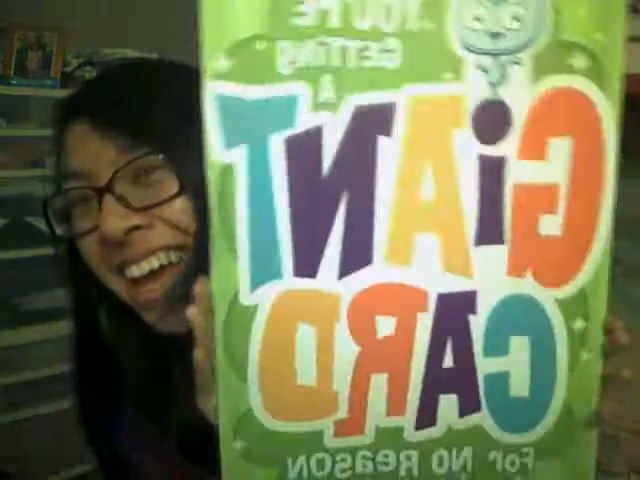 YOU'RE
GETTING
A
GiANT
CARD
FOR NO REASON